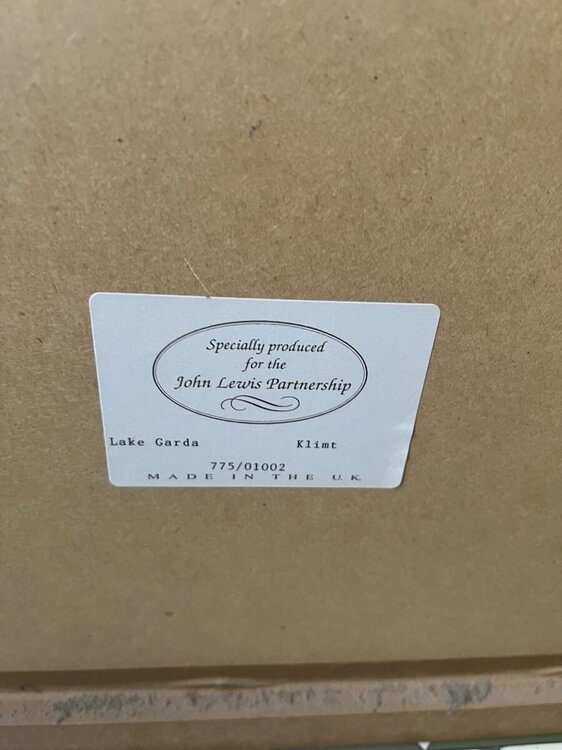 Specially produced
for the
John Lewis Partnership
Lake Garda Klimt
775/01002
MADE IN THE U.K.